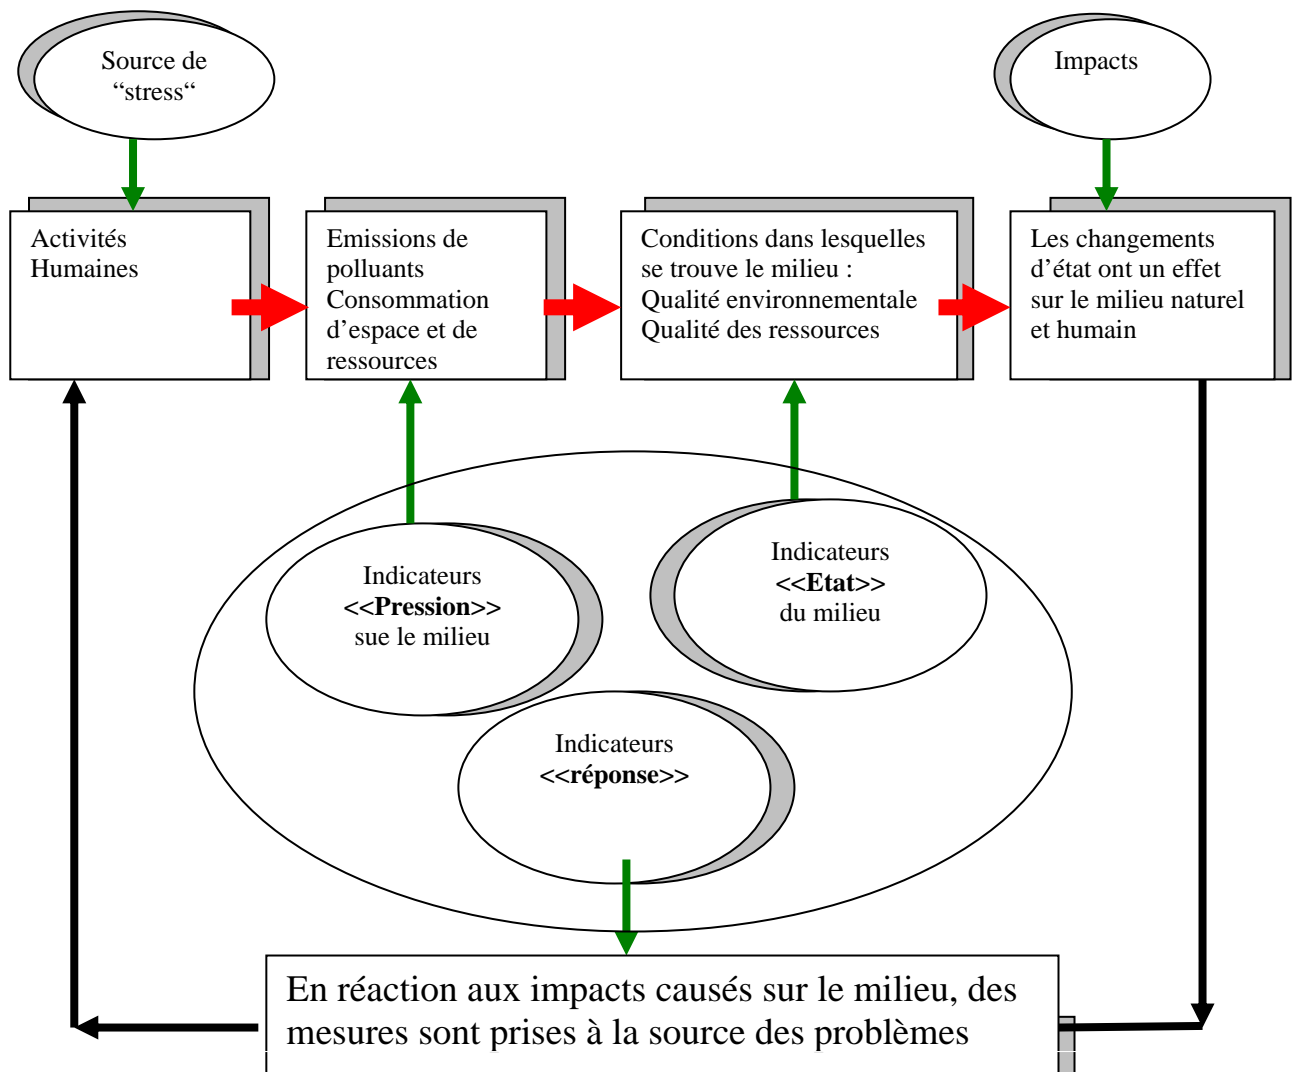 Source de
“stress“
Impacts
Activités
Humaines
Emissions de
polluants
Consommation
d’espace et de
ressources
Conditions dans lesquelles
se trouve le milieu :
Qualité environnementale
Qualité des ressources
Les changements
d’état ont un effet
sur le milieu naturel
et humain
Indicateurs
<<Pression>>
sue le milieu
Indicateurs
<<Etat>>
du milieu
Indicateurs
<<réponse>>
En réaction aux impacts causés sur le milieu, des
mesures sont prises à la source des problèmes